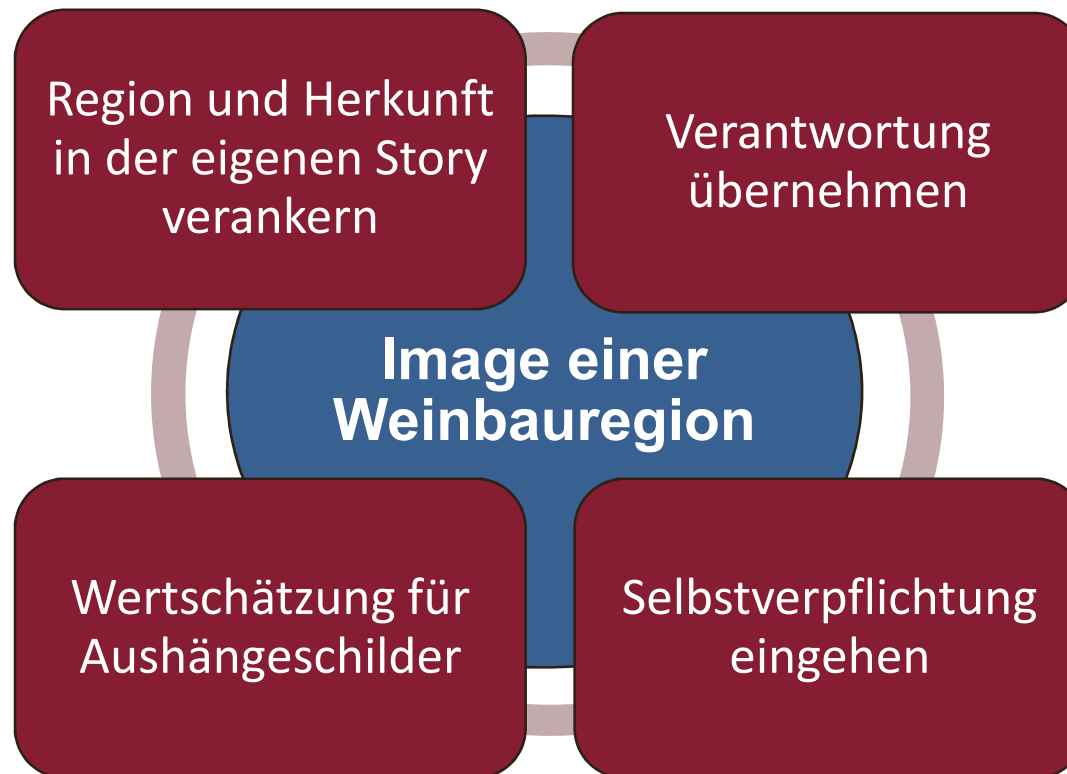 Region und Herkunft
in der eigenen Story
verankern
Verantwortung
übernehmen
Image einer
Weinbauregion
Wertschätzung für
Aushängeschilder
Selbstverpflichtung
eingehen